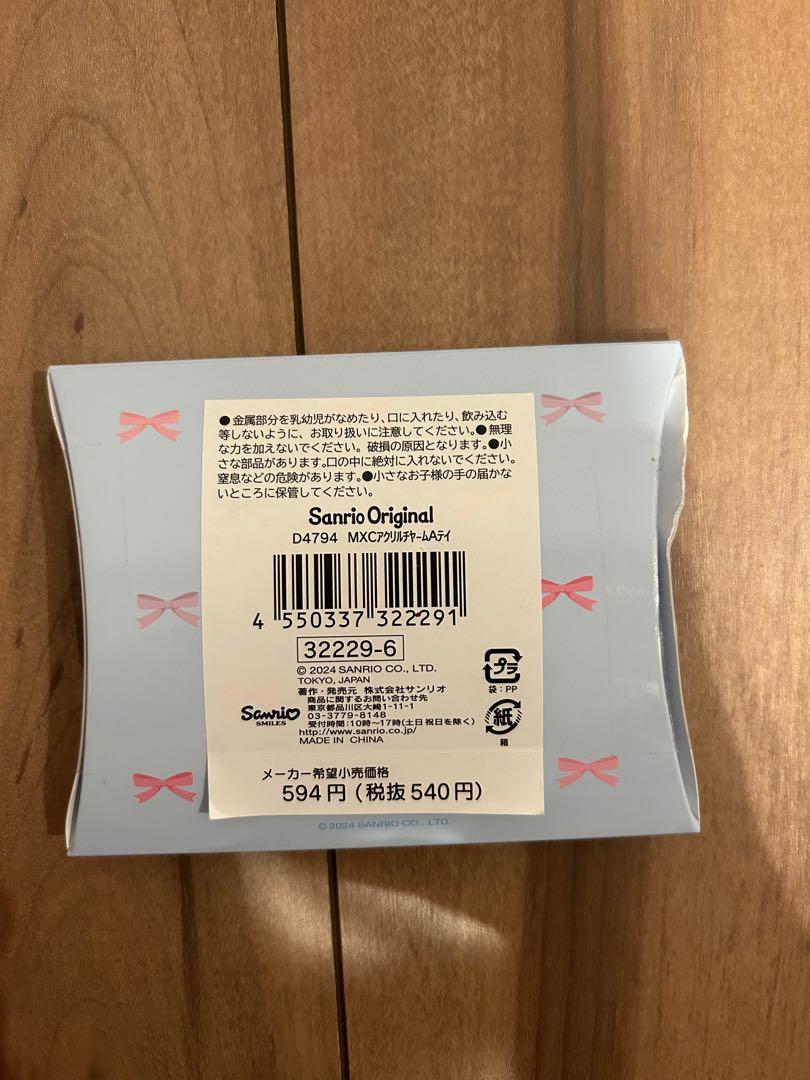 ●金属部分を乳幼児がなめたり、口に入れたり、飲み込む
等しないように、お取り扱いに注意してください。●無理
な力を加えないでください。破損の原因となります。●小
さな部品があります。口の中に絶対に入れないでください。
窒息などの危険があります。●小さなお子様の手の届かな
いところに保管してください。
Sanrio Original
D4794 MXCアクリルチャームAテイ
4 550337 322291
32229-6
© 2024 SANRIO CO., LTD.
TOKYO, JAPAN
著作・発売元 株式会社サンリオ
商品に関するお問い合わせ先
東京都品川区大崎1-11-1
03-3779-8148
受付時間:10時〜17時(土日祝日を除く)
http://www.sanrio.co.jp/
MADE IN CHINA
Sanrio
SMILES
プラ
袋:PP
紙
箱
メーカー希望小売価格
594円(税抜540円)
© 2024 SANRIO CO., LTD.